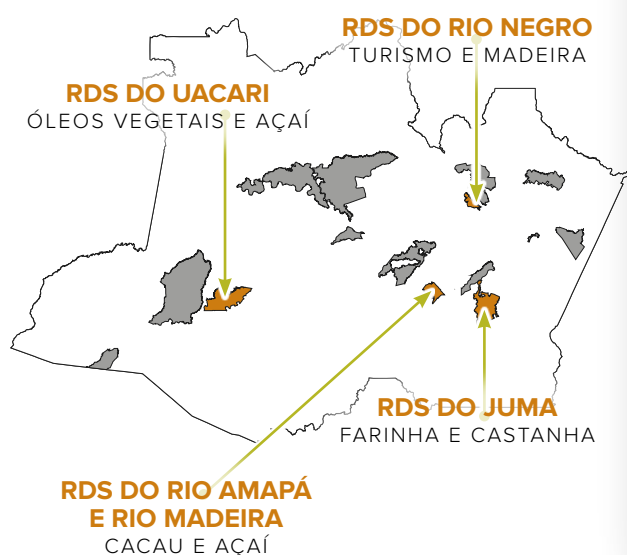 RDS DO RIO NEGRO
TURISMO E MADEIRA
RDS DO UACARI
ÓLEOS VEGETAIS E AÇAÍ
RDS DO JUMA
FARINHA E CASTANHA
RDS DO RIO AMAPÁ
E RIO MADEIRA
CACAU E AÇAÍ